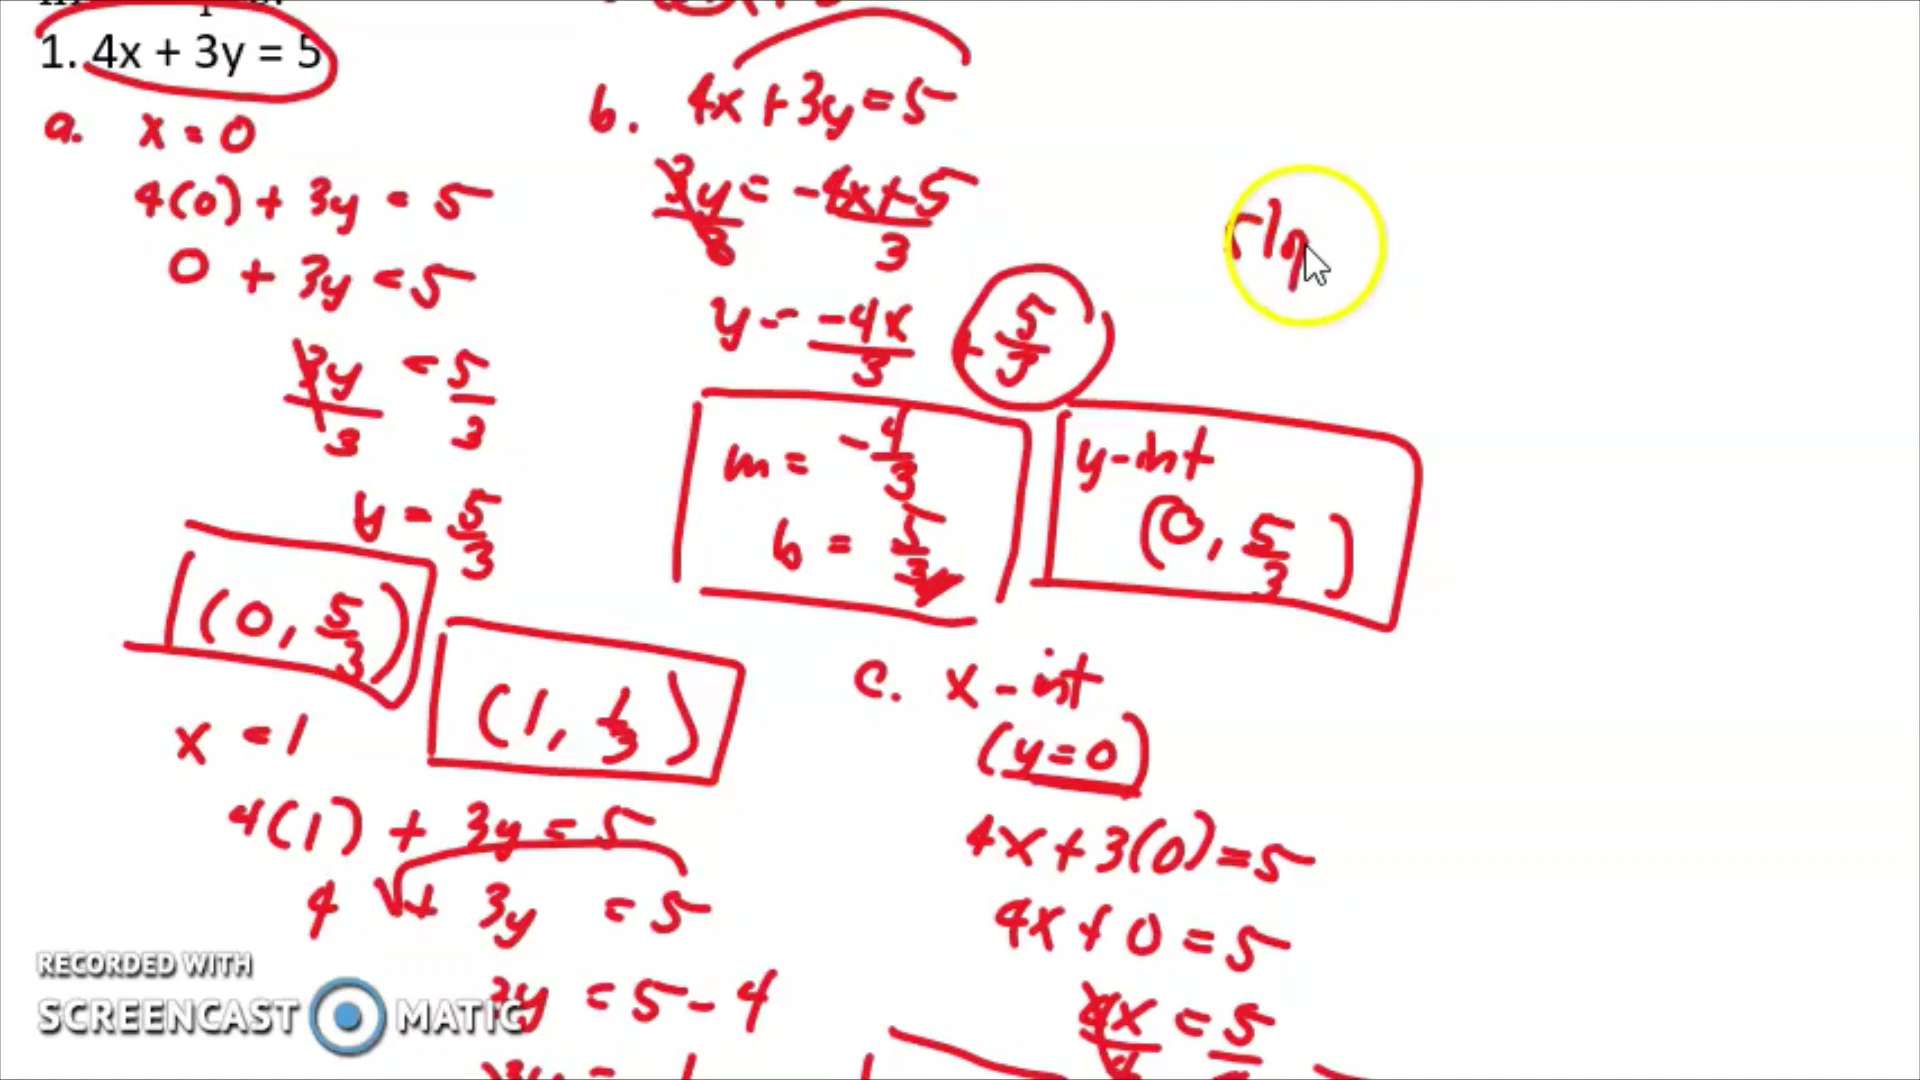 1. 4x + 3y = 5
a. x = 0
4(0) + 3y = 5
0 + 3y = 5
3y/3 = 5/3
y = 5/3
(0, 5/3)
x = 1
(1, 1/3)
4(1) + 3y = 5
4 + 3y = 5
3y = 5 - 4
b. 4x + 3y = 5
3y/3 = -4x + 5/3
y = -4x/3 + 5/3
m = -4/3
b = 5/3
y-int
(0, 5/3)
c. x-int
(y = 0)
4x + 3(0) = 5
4x + 0 = 5
4x = 5
slop
RECORDED WITH
SCREENCAST MATIC